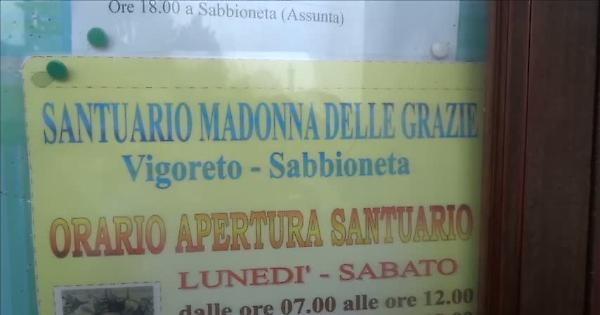 Ore 18.00 a Sabbioneta (Assunta)
SANTUARIO MADONNA DELLE GRAZIE
Vigoreto - Sabbioneta
ORARIO APERTURA SANTUARIO
LUNEDI' - SABATO
dalle ore 07.00 alle ore 12.00